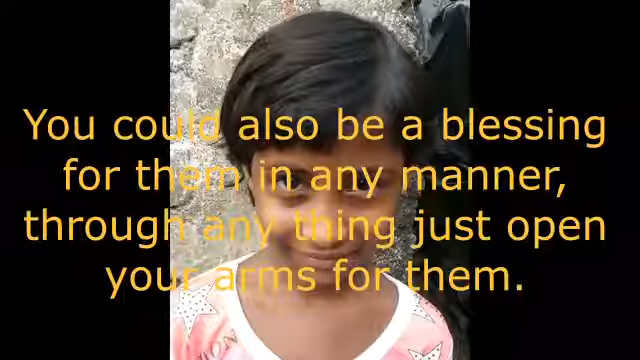 You could also be a blessing
for them in any manner,
through any thing just open
your arms for them.